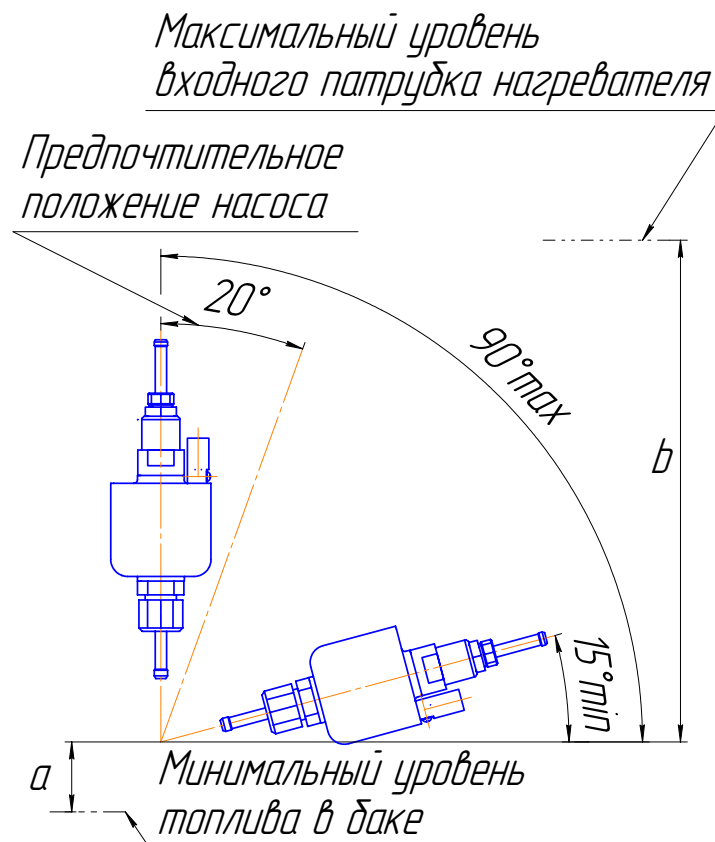 Максимальный уровень
входного патрубка нагревателя
Предпочтительное
положение насоса
20°
90°max
b
15°min
a
Минимальный уровень
топлива в баке